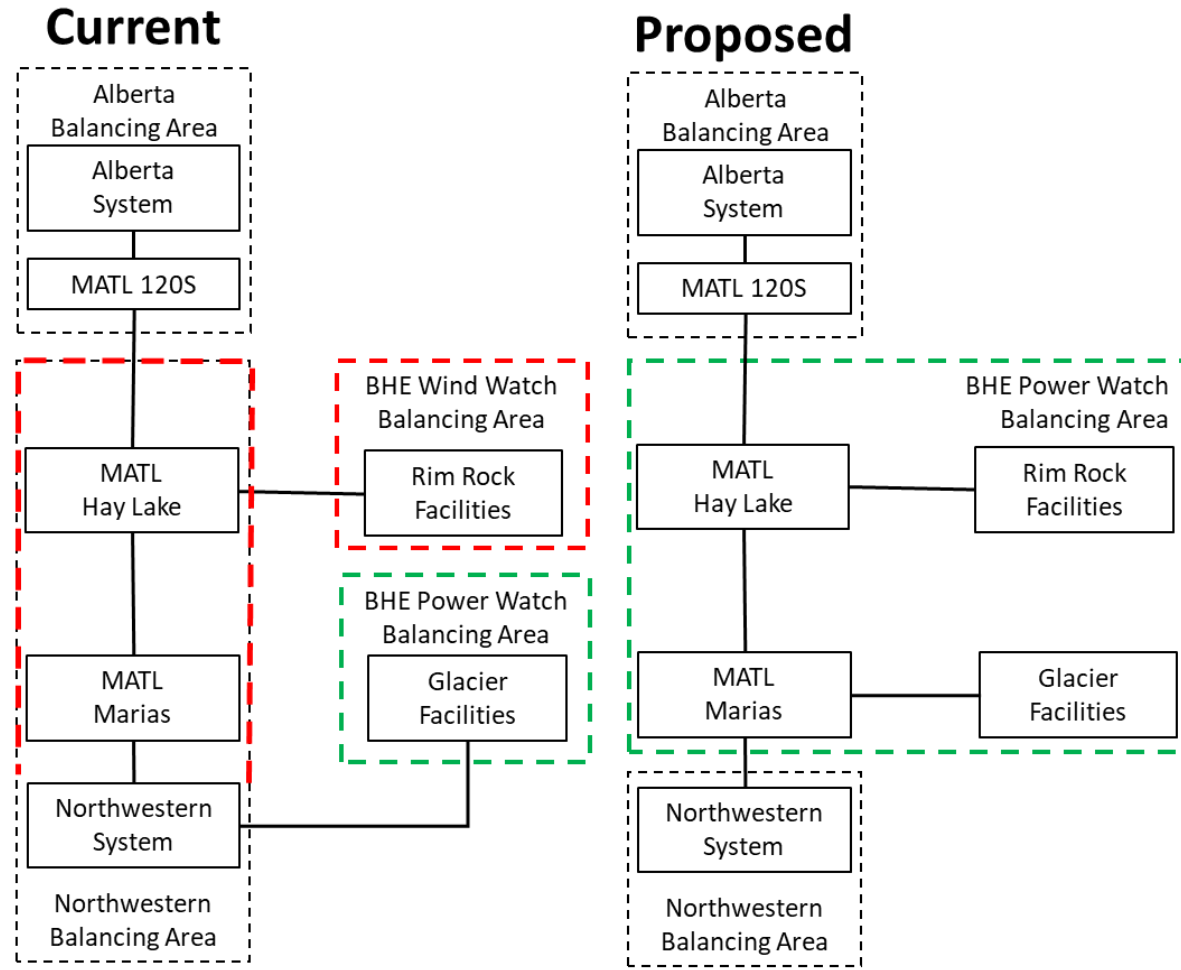 Current
Alberta
Balancing Area
Alberta
System
MATL 120S
MATL
Hay Lake
BHE Wind Watch
Balancing Area
Rim Rock
Facilities
BHE Power Watch
Balancing Area
Glacier
Facilities
MATL
Marias
Northwestern
System
Northwestern
Balancing Area
Proposed
Alberta
Balancing Area
Alberta
System
MATL 120S
BHE Power Watch
Balancing Area
MATL
Hay Lake
Rim Rock
Facilities
MATL
Marias
Glacier
Facilities
Northwestern
System
Northwestern
Balancing Area